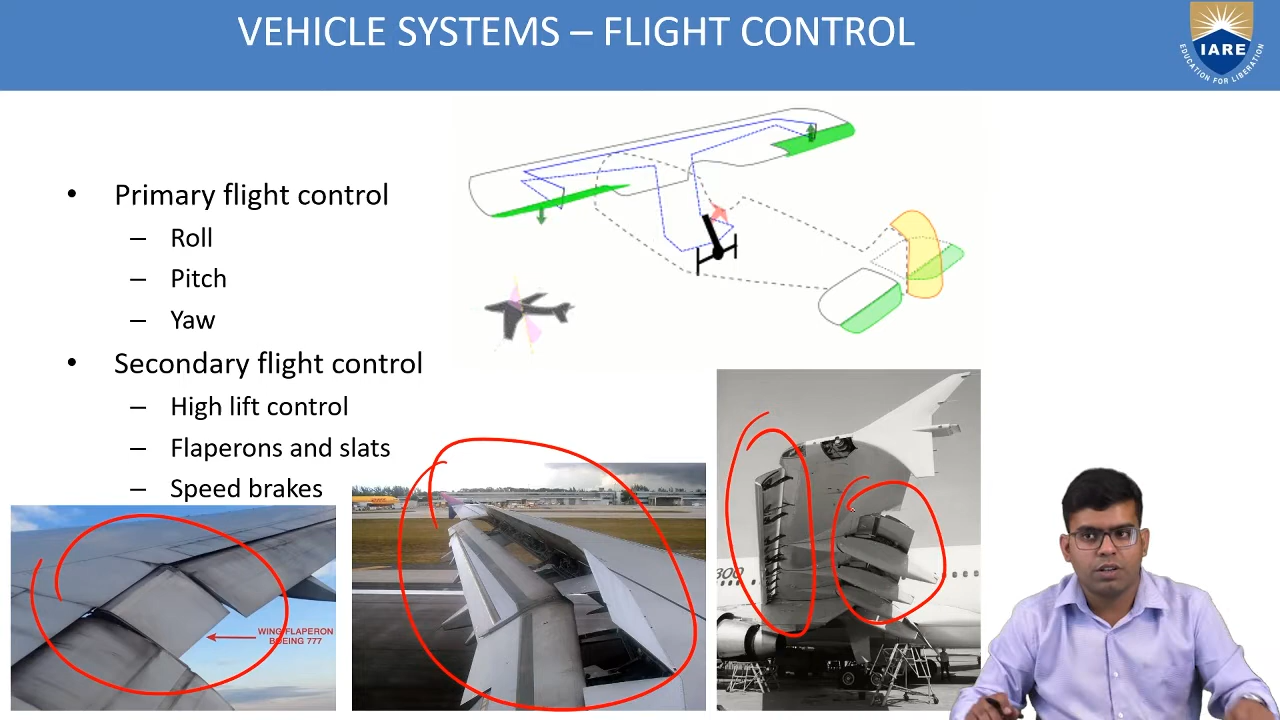 VEHICLE SYSTEMS – FLIGHT CONTROL
IARE
EDUCATION FOR LIBERATION
• Primary flight control
– Roll
– Pitch
– Yaw
• Secondary flight control
– High lift control
– Flaperons and slats
– Speed brakes
WING FLAPERON
BOEING 777
300